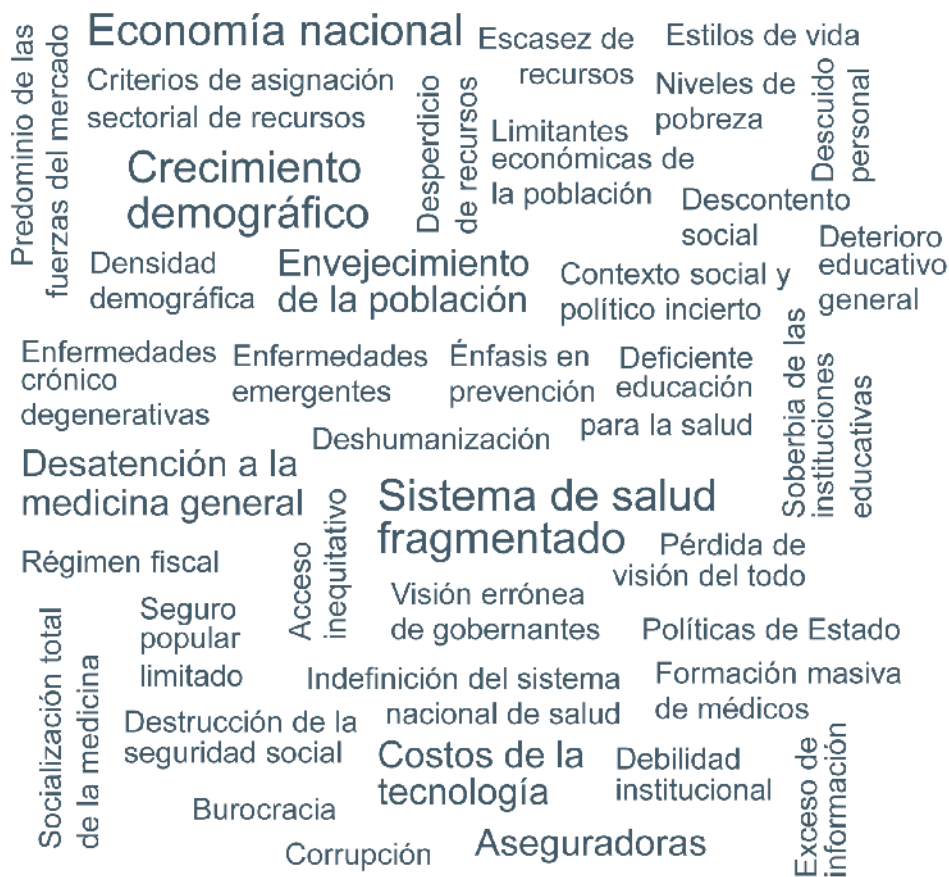 Predominio de las
fuerzas del mercado
Economía nacional
Escasez de
recursos
Estilos de vida
Criterios de asignación
sectorial de recursos
Desperdicio
de recursos
Niveles de
pobreza
Descuido
personal
Limitantes
económicas de
la población
Crecimiento
demográfico
Descontento
social
Deterioro
educativo
general
Densidad
demográfica
Envejecimiento
de la población
Contexto social y
político incierto
Soberbia de las
instituciones
educativas
Enfermedades
crónico
degenerativas
Enfermedades
emergentes
Énfasis en
prevención
Deficiente
educación
para la salud
Deshumanización
Desatención a la
medicina general
Acceso
inequitativo
Sistema de salud
fragmentado
Pérdida de
visión del todo
Régimen fiscal
Visión errónea
de gobernantes
Socialización total
de la medicina
Seguro
popular
limitado
Políticas de Estado
Indefinición del sistema
nacional de salud
Formación masiva
de médicos
Destrucción de la
seguridad social
Costos de la
tecnología
Debilidad
institucional
Exceso de
información
Burocracia
Corrupción
Aseguradoras